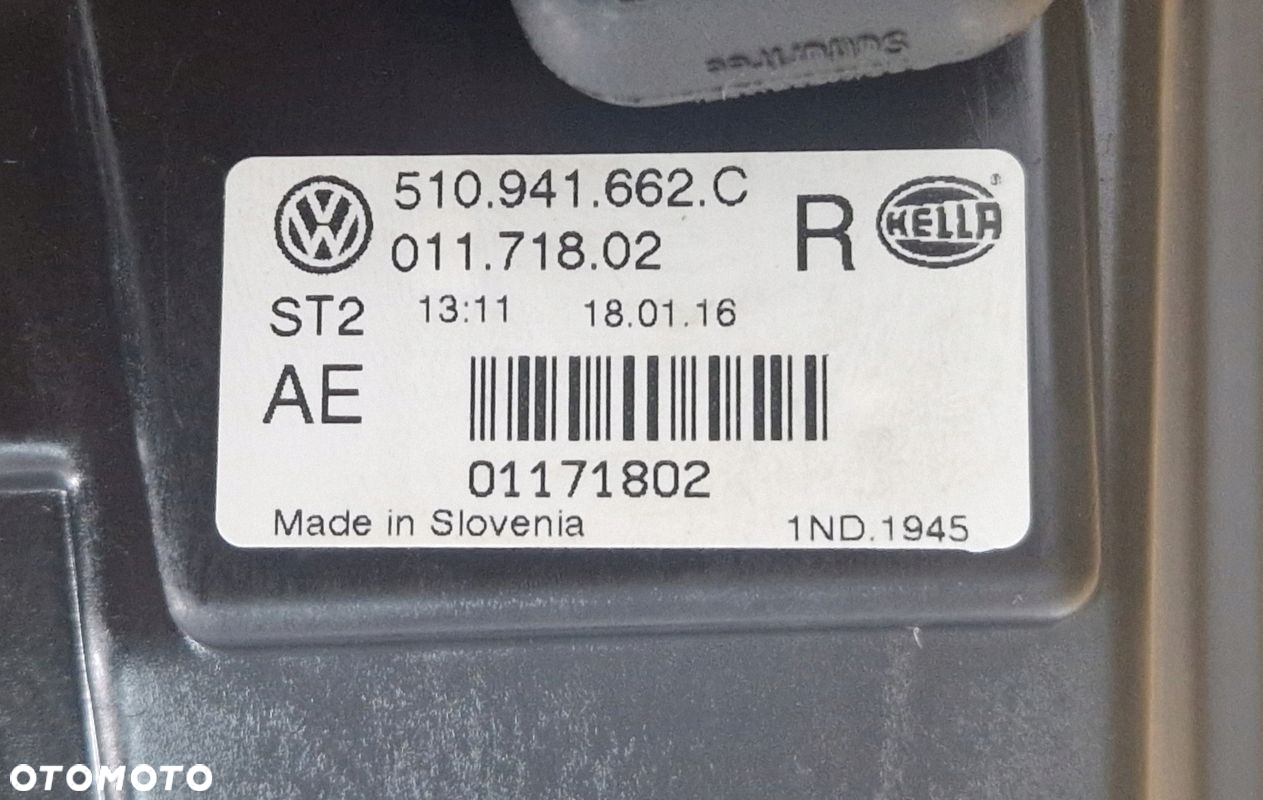 510.941.662.C
011.718.02
R
HELLA
®
ST2
13:11 18.01.16
AE
01171802
Made in Slovenia
1ND.1945
OTOMOTO